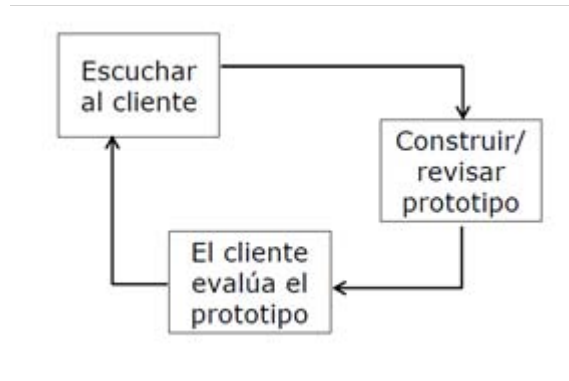 Escuchar
al cliente
Construir/
revisar
prototipo
El cliente
evalúa el
prototipo